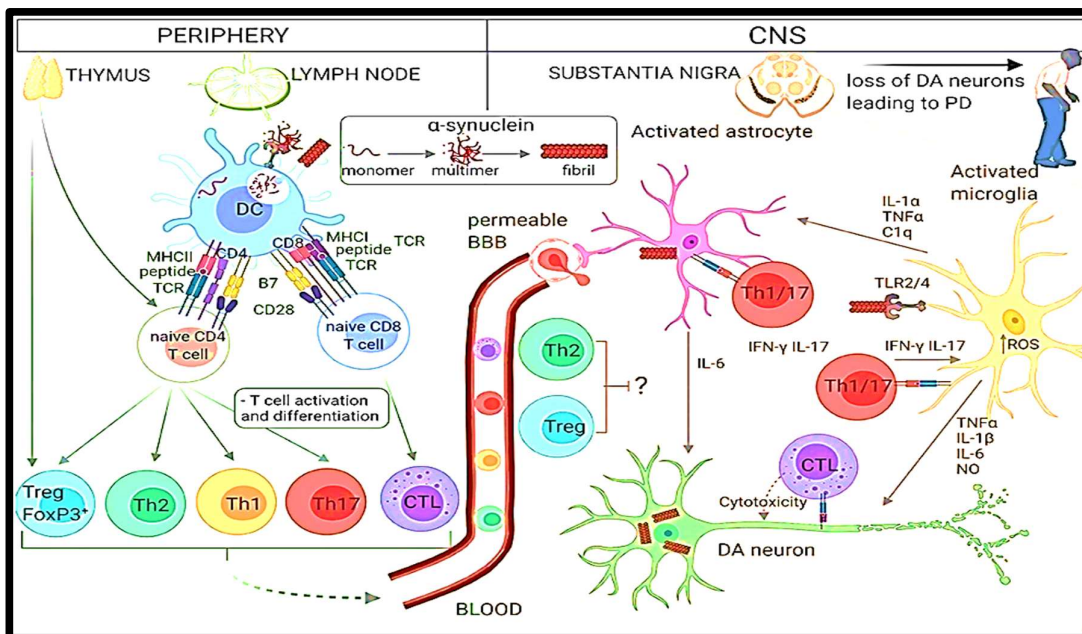 PERIPHERY
CNS
THYMUS
LYMPH NODE
SUBSTANTIA NIGRA
loss of DA neurons
leading to PD
α-synuclein
monomer
multimer
fibril
Activated astrocyte
Activated
microglia
DC
MHCII
peptide
TCR
CD4
CD8
MHCI
peptide
TCR
TCR
B7
CD28
naive CD4
T cell
naive CD8
T cell
permeable
BBB
IL-1α
TNFα
C1q
TLR2/4
Th1/17
IFN-γ IL-17
IFN-γ IL-17
↑ROS
Th1/17
IL-6
Th2
Treg
?
- T cell activation
and differentiation
TNFα
IL-1β
IL-6
NO
CTL
Cytotoxicity
DA neuron
Treg
FoxP3⁺
Th2
Th1
Th17
CTL
BLOOD